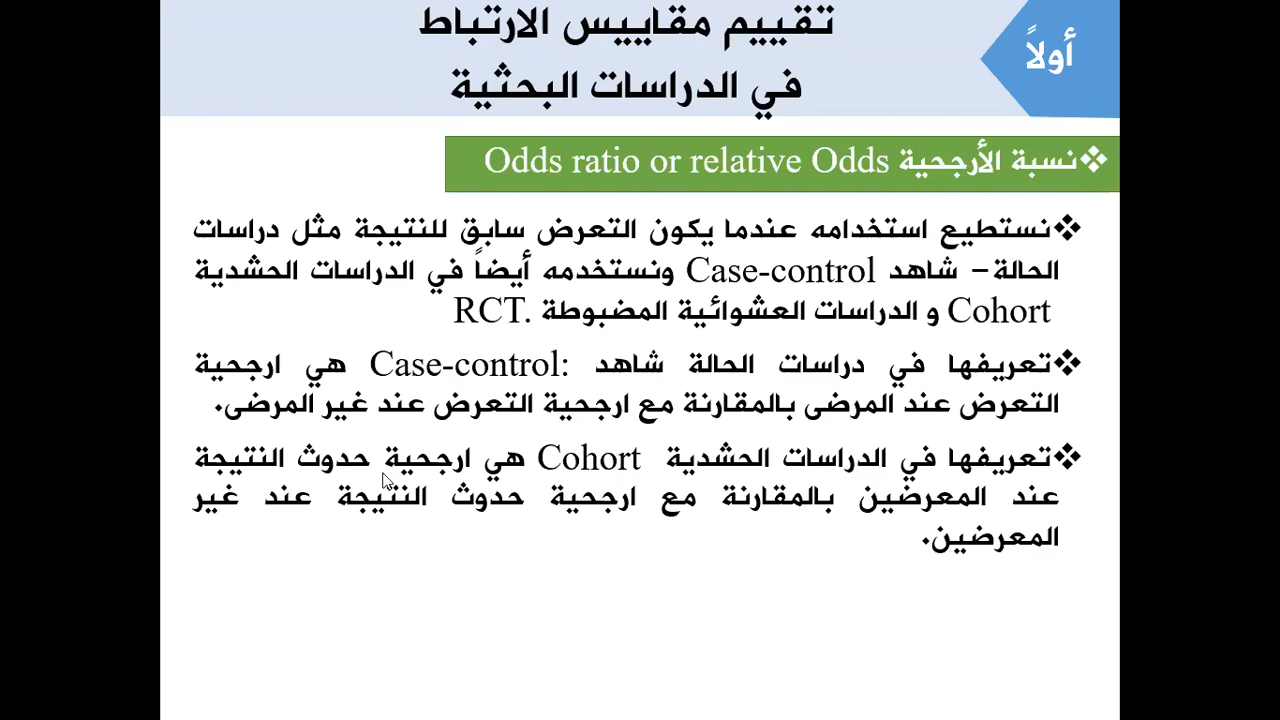 أولاً
تقييم مقاييس الارتباط
في الدراسات البحثية
❖نسبة الأرجحية Odds ratio or relative Odds
❖نستطيع استخدامه عندما يكون التعرض سابق للنتيجة مثل دراسات
الحالة– شاهد Case-control ونستخدمه أيضاً في الدراسات الحشدية
Cohort و الدراسات العشوائية المضبوطة .RCT
❖تعريفها في دراسات الحالة شاهد :Case-control هي ارجحية
التعرض عند المرضى بالمقارنة مع ارجحية التعرض عند غير المرضى.
❖تعريفها في الدراسات الحشدية Cohort هي ارجحية حدوث النتيجة
عند المعرضين بالمقارنة مع ارجحية حدوث النتيجة عند غير
المعرضين.